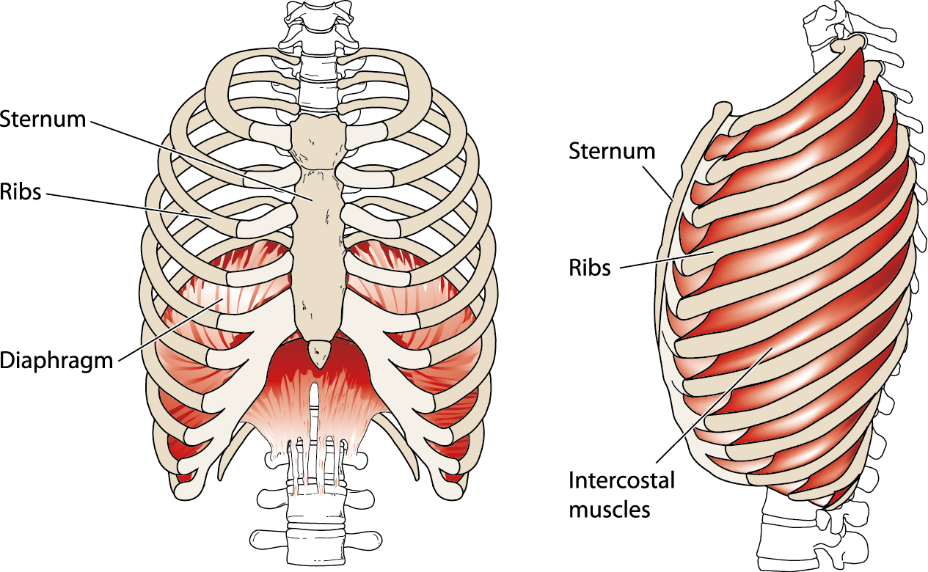 Sternum
Ribs
Diaphragm
Sternum
Ribs
Intercostal
muscles